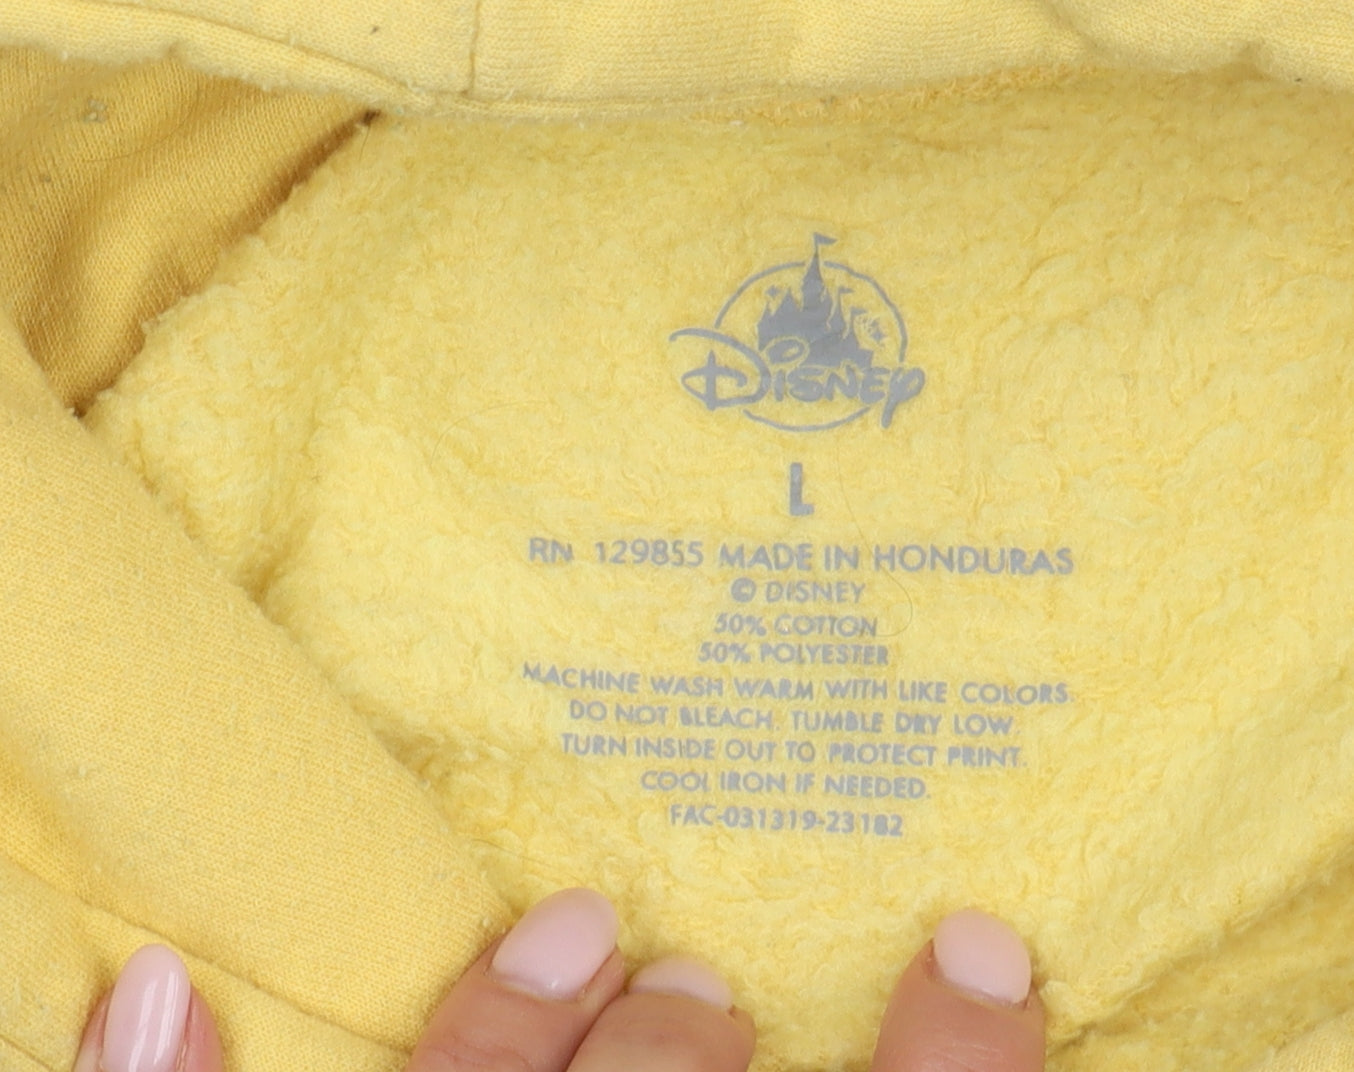 Disney
L
RN 129855 MADE IN HONDURAS
© DISNEY
50% COTTON
50% POLYESTER
MACHINE WASH WARM WITH LIKE COLORS.
DO NOT BLEACH. TUMBLE DRY LOW.
TURN INSIDE OUT TO PROTECT PRINT.
COOL IRON IF NEEDED.
FAC-031319-23182